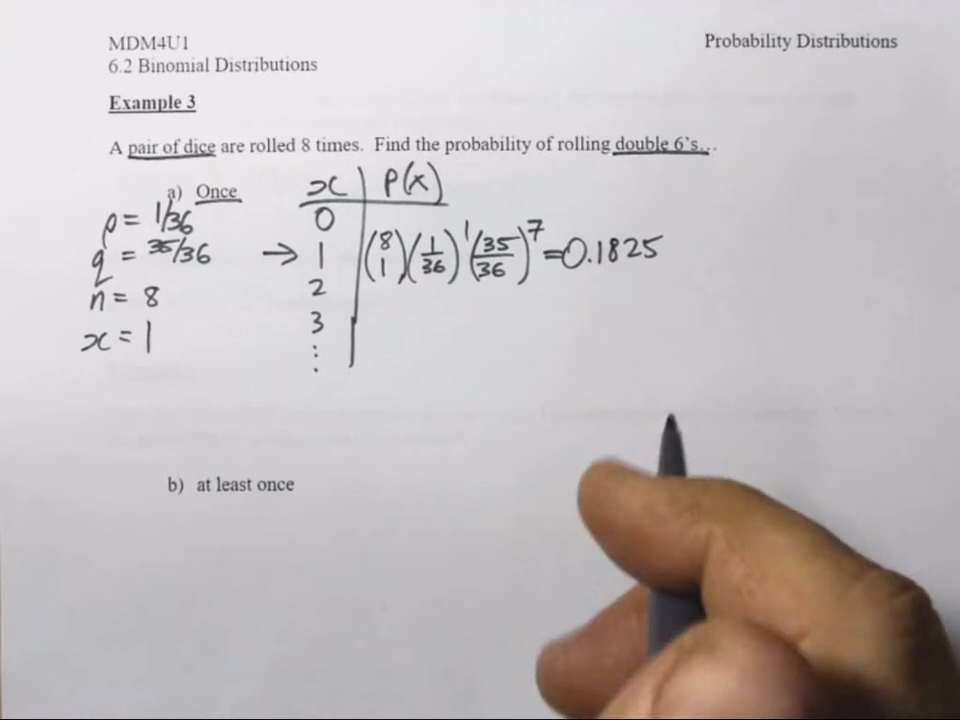 MDM4U1 Probability Distributions
6.2 Binomial Distributions
Example 3
A pair of dice are rolled 8 times. Find the probability of rolling double 6's…
a) Once
p = 1/36
q = 35/36
n = 8
x = 1
x P(x)
0
→ 1 (8 1)(1/36)^1(35/36)^7 = 0.1825
2
3
⋮
b) at least once